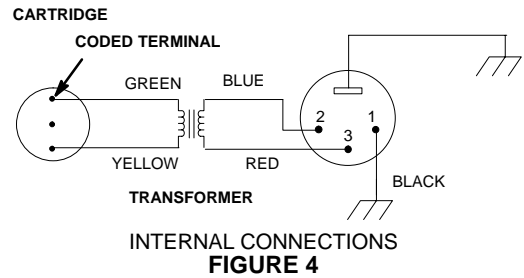 CARTRIDGE
CODED TERMINAL
GREEN
BLUE
2
1
3
YELLOW
RED
BLACK
TRANSFORMER
INTERNAL CONNECTIONS
FIGURE 4